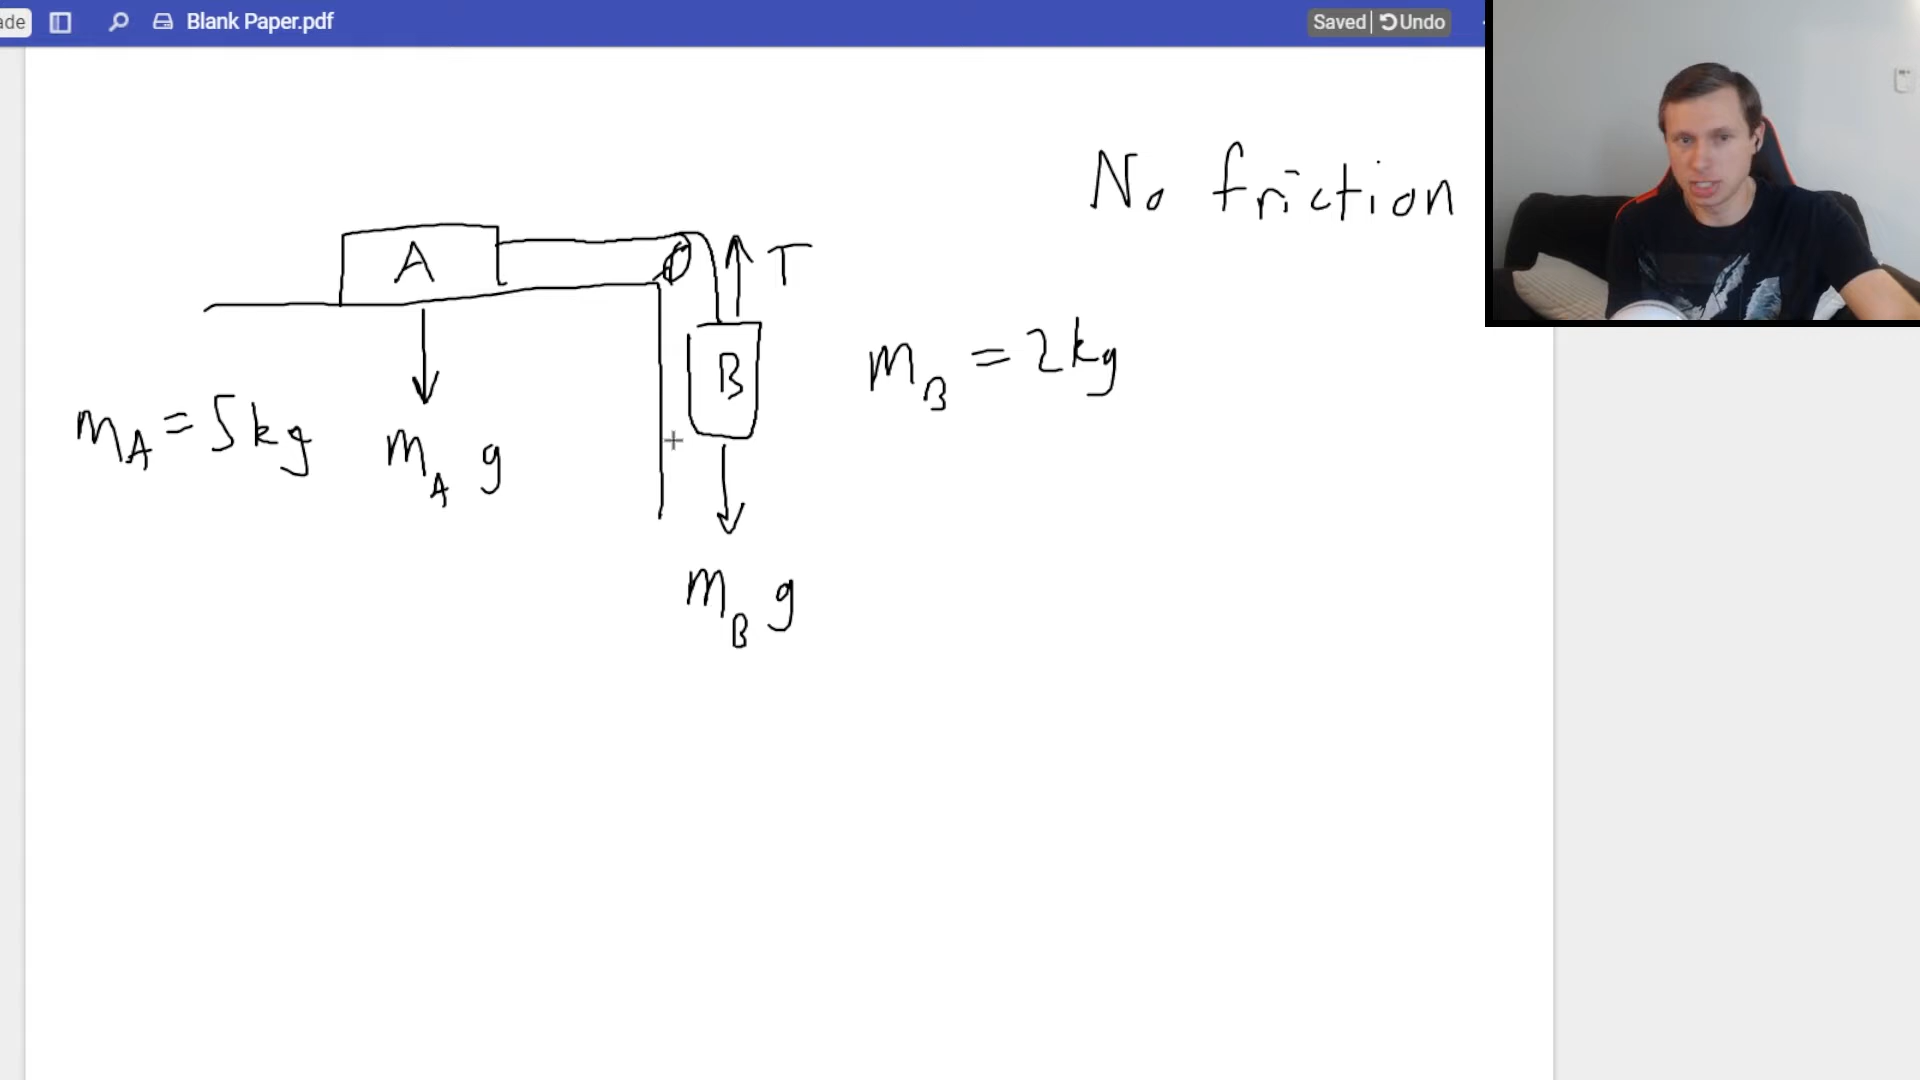 ade Blank Paper.pdf Saved Undo
No friction
A T
B
m_B = 2kg
m_A = 5kg m_A g
m_B g